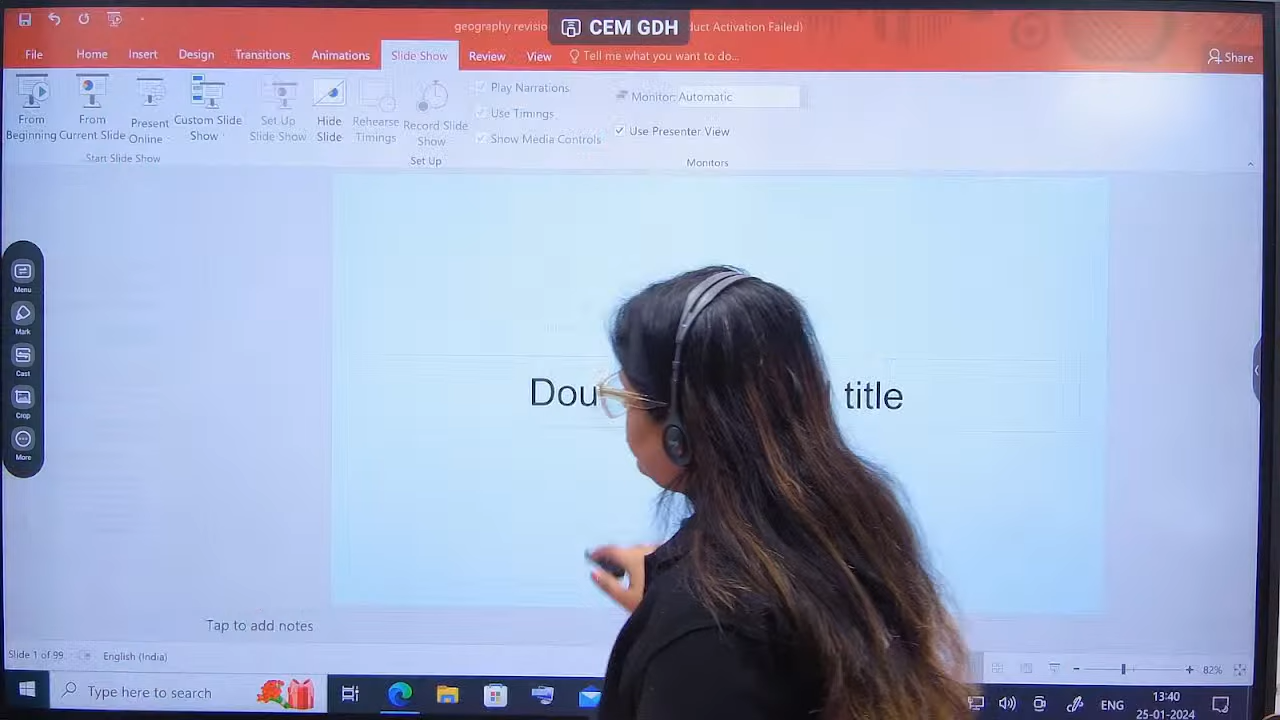 geography revisio
CEM GDH
duct Activation Failed)
File Home Insert Design Transitions Animations Slide Show Review View Tell me what you want to do...
Share
From Beginning
From Current Slide
Present Online
Custom Slide Show
Set Up Slide Show
Hide Slide
Rehearse Timings
Record Slide Show
Play Narrations
Use Timings
Show Media Controls
Monitor: Automatic
Use Presenter View
Start Slide Show
Set Up
Monitors
Menu
Mark
Cast
Crop
More
Dou title
Tap to add notes
Slide 1 of 99
English (India)
82%
Type here to search
ENG
13:40
25-01-2024